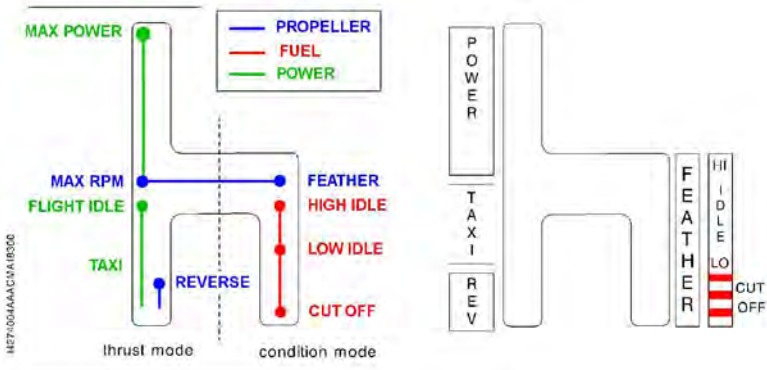 MAX POWER
PROPELLER
FUEL
POWER
MAX RPM
FEATHER
FLIGHT IDLE
HIGH IDLE
TAXI
LOW IDLE
REVERSE
CUT OFF
thrust mode
condition mode
POWER
TAXI
REV
FEATHER
HI
IDLE
LO
CUT
OFF